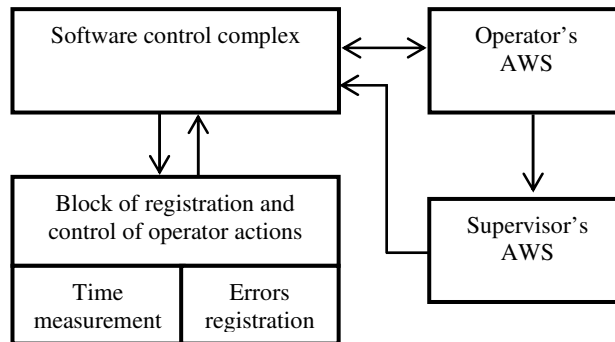 Software control complex
Operator’s
AWS
Block of registration and
control of operator actions
Supervisor’s
AWS
Time
measurement
Errors
registration